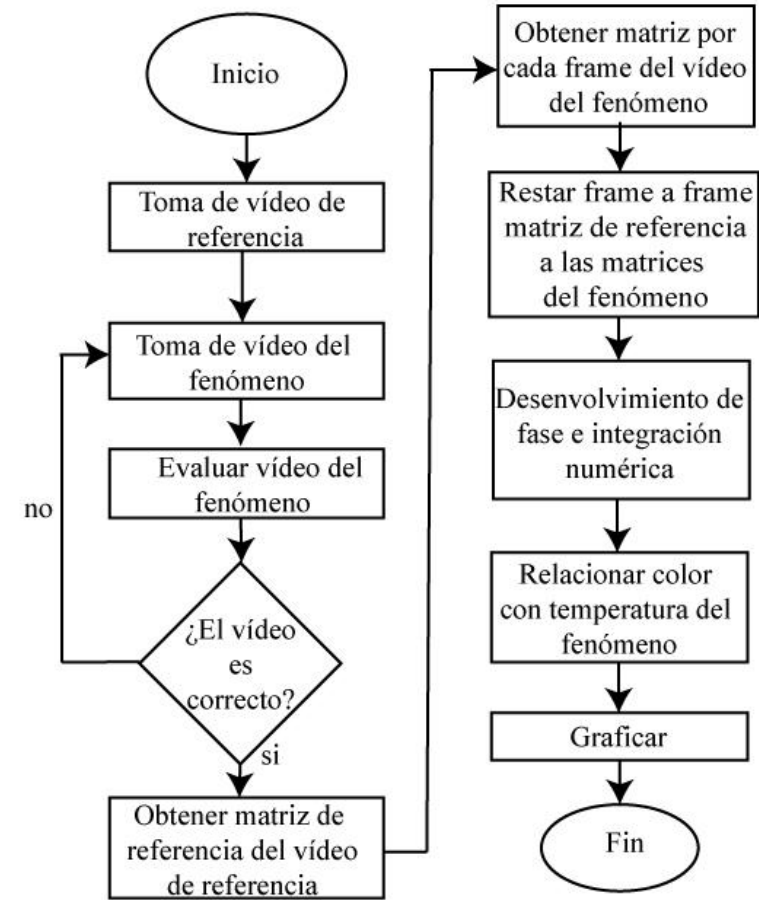 Inicio
Toma de vídeo de
referencia
Toma de vídeo del
fenómeno
Evaluar vídeo del
fenómeno
no
¿El vídeo
es
correcto?
si
Obtener matriz de
referencia del vídeo
de referencia
Obtener matriz por
cada frame del vídeo
del fenómeno
Restar frame a frame
matriz de referencia
a las matrices
del fenómeno
Desenvolvimiento de
fase e integración
numérica
Relacionar color
con temperatura del
fenómeno
Graficar
Fin